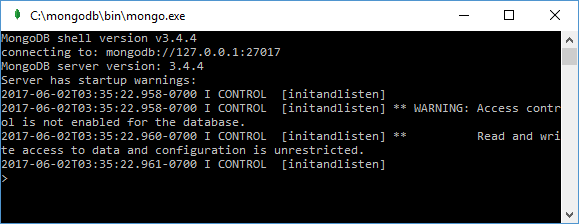 C:\mongodb\bin\mongo.exe
MongoDB shell version v3.4.4
connecting to: mongodb://127.0.0.1:27017
MongoDB server version: 3.4.4
Server has startup warnings:
2017-06-02T03:35:22.958-0700 I CONTROL  [initandlisten]
2017-06-02T03:35:22.958-0700 I CONTROL  [initandlisten] ** WARNING: Access contr
ol is not enabled for the database.
2017-06-02T03:35:22.960-0700 I CONTROL  [initandlisten] **          Read and wri
te access to data and configuration is unrestricted.
2017-06-02T03:35:22.961-0700 I CONTROL  [initandlisten]
>